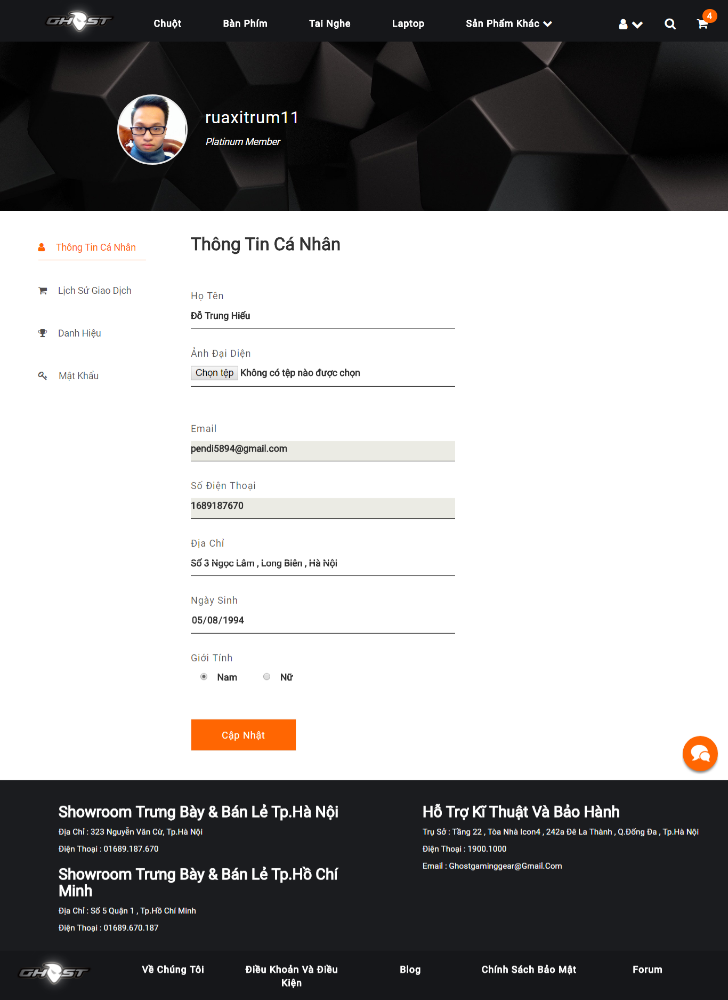 GHOST
Chuột
Bàn Phím
Tai Nghe
Laptop
Sản Phẩm Khác
4
ruaxitrum11
Platinum Member
Thông Tin Cá Nhân
Lịch Sử Giao Dịch
Danh Hiệu
Mật Khẩu
Thông Tin Cá Nhân
Họ Tên
Đỗ Trung Hiếu
Ảnh Đại Diện
Chọn tệp Không có tệp nào được chọn
Email
pendi5894@gmail.com
Số Điện Thoại
1689187670
Địa Chỉ
Số 3 Ngọc Lâm , Long Biên , Hà Nội
Ngày Sinh
05/08/1994
Giới Tính
Nam
Nữ
Cập Nhật
Showroom Trưng Bày & Bán Lẻ Tp.Hà Nội
Địa Chỉ : 323 Nguyễn Văn Cừ, Tp.Hà Nội
Điện Thoại : 01689.187.670
Showroom Trưng Bày & Bán Lẻ Tp.Hồ Chí
Minh
Địa Chỉ : Số 5 Quận 1 , Tp.Hồ Chí Minh
Điện Thoại : 01689.670.187
Hỗ Trợ Kĩ Thuật Và Bảo Hành
Trụ Sở : Tầng 22 , Tòa Nhà Icon4 , 242a Đê La Thành , Q.Đống Đa , Tp.Hà Nội
Điện Thoại : 1900.1000
Email : Ghostgaminggear@Gmail.Com
GHOST
Về Chúng Tôi
Điều Khoản Và Điều
Kiện
Blog
Chính Sách Bảo Mật
Forum